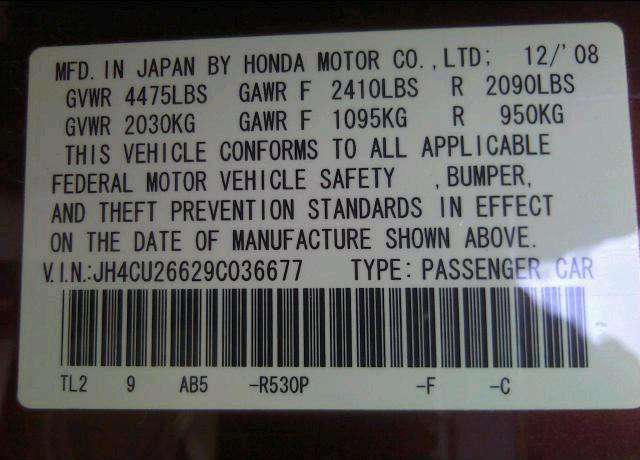 MFD. IN JAPAN BY HONDA MOTOR CO.,LTD; 12/'08
GVWR 4475LBS GAWR F 2410LBS R 2090LBS
GVWR 2030KG GAWR F 1095KG R 950KG
THIS VEHICLE CONFORMS TO ALL APPLICABLE
FEDERAL MOTOR VEHICLE SAFETY ,BUMPER,
AND THEFT PREVENTION STANDARDS IN EFFECT
ON THE DATE OF MANUFACTURE SHOWN ABOVE.
V.I.N.:JH4CU26629C036677 TYPE: PASSENGER CAR
TL2 9 AB5 -R530P -F -C